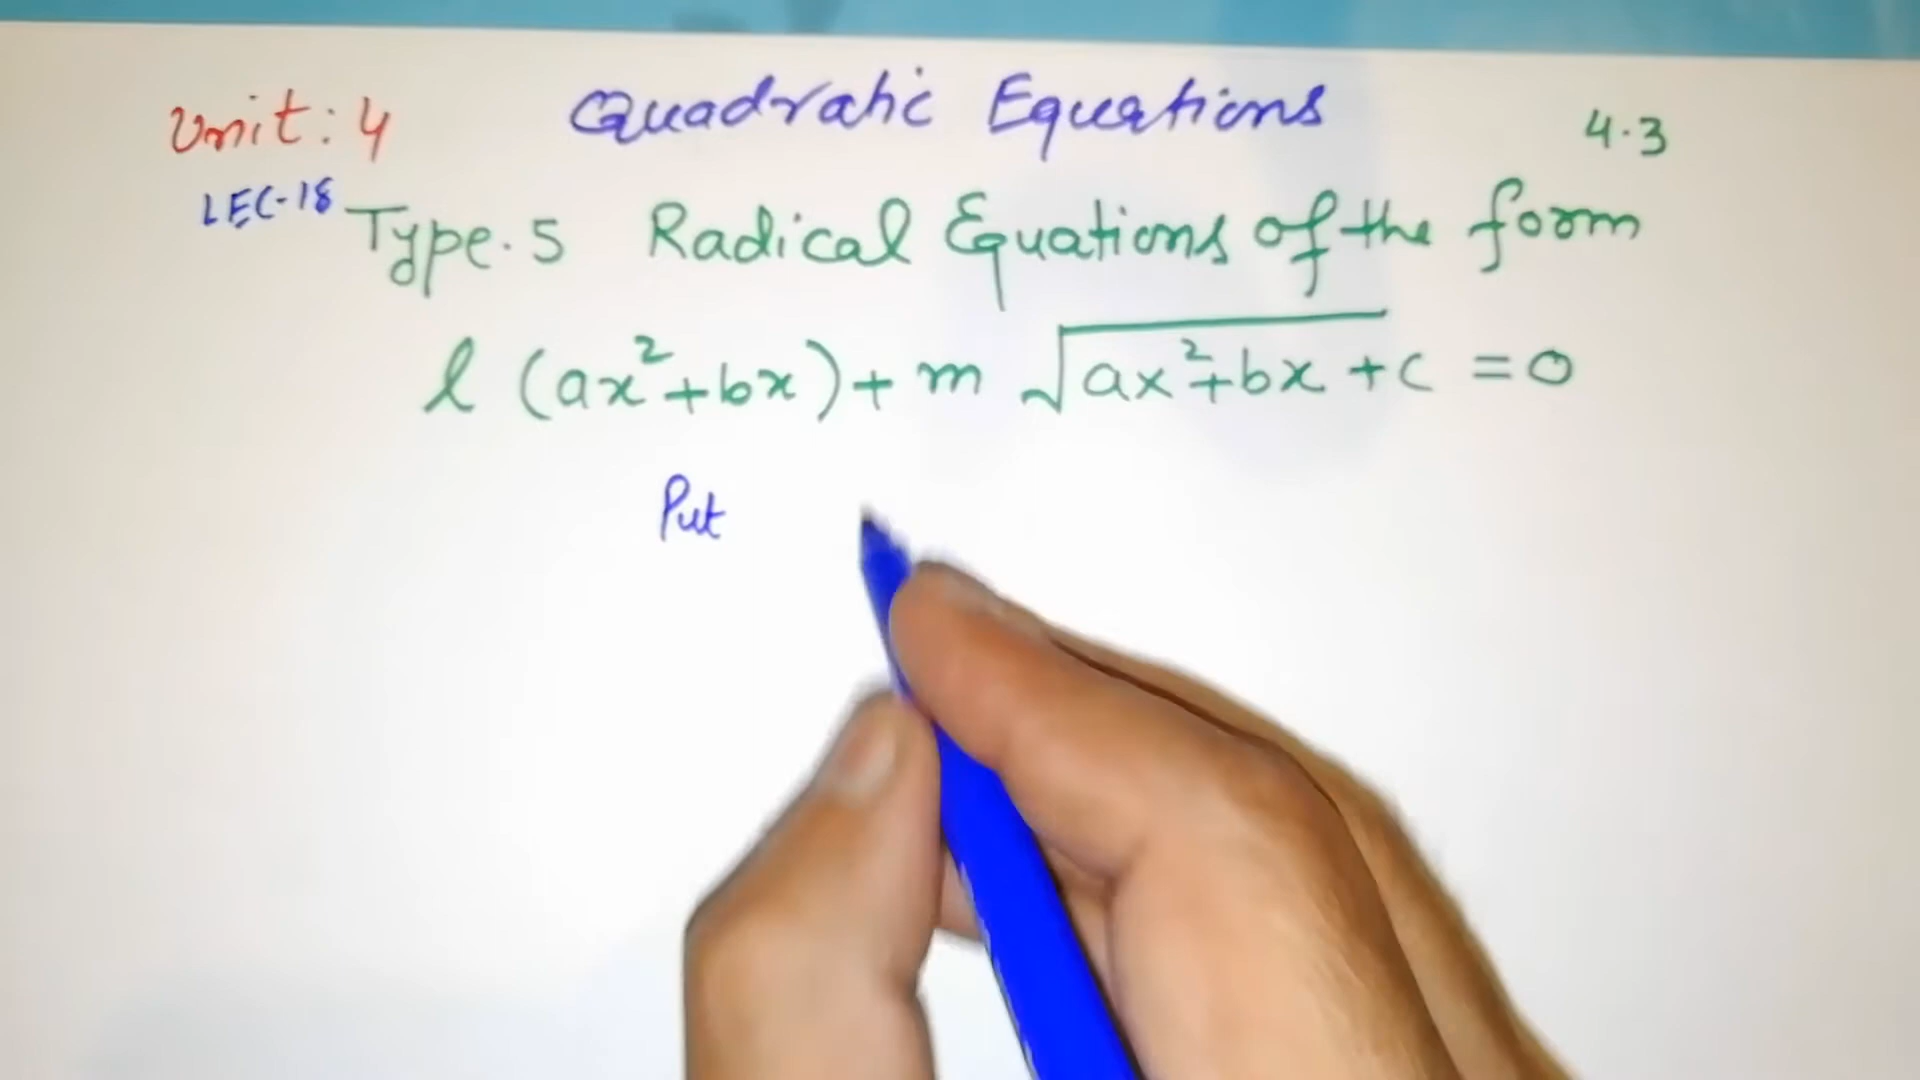 Unit: 4 Quadratic Equations 4.3
LEC-18
Type.5 Radical Equations of the form
l (ax²+bx) + m √ax²+bx+c = 0
Put